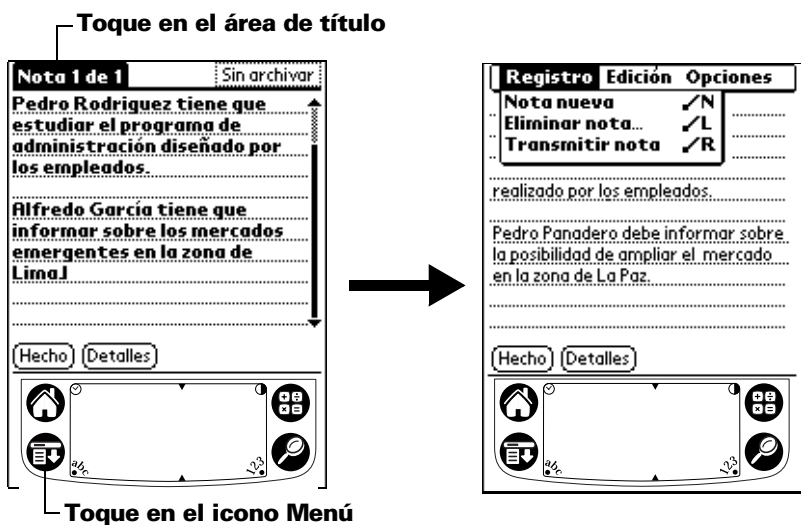 Toque en el área de título
Nota 1 de 1
Sin archivar
Pedro Rodriguez tiene que
estudiar el programa de
administración diseñado por
los empleados.
Alfredo García tiene que
informar sobre los mercados
emergentes en la zona de
Lima
Hecho
Detalles
abc
123
Toque en el icono Menú
Registro Edición Opciones
Nota nueva /N
Eliminar nota... /L
Transmitir nota /R
realizado por los empleados.
Pedro Panadero debe informar sobre
la posibilidad de ampliar el mercado
en la zona de La Paz.
Hecho
Detalles
abc
123